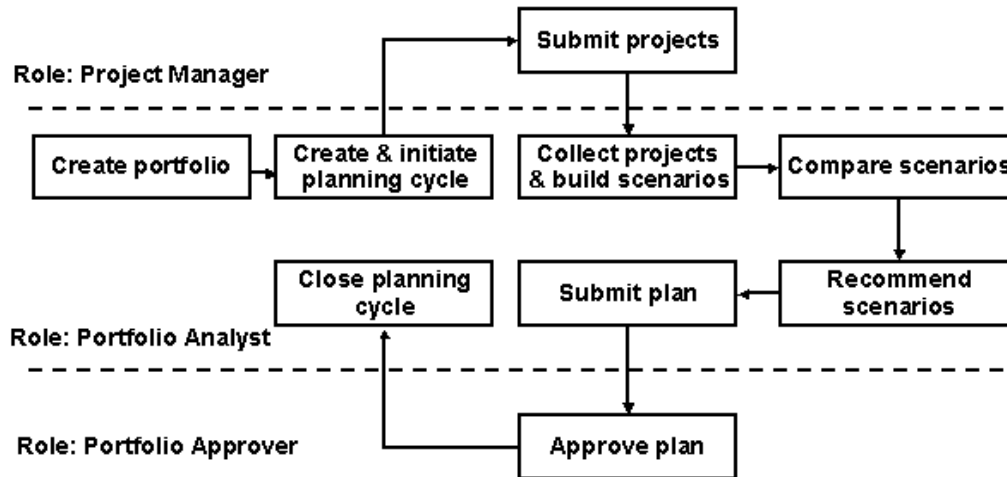 Submit projects
Role: Project Manager
Create portfolio
Create & initiate
planning cycle
Collect projects
& build scenarios
Compare scenarios
Close planning
cycle
Submit plan
Recommend
scenarios
Role: Portfolio Analyst
Role: Portfolio Approver
Approve plan